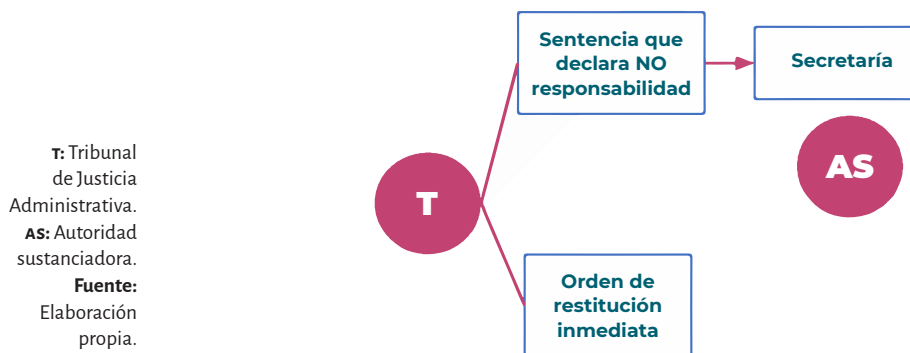 Sentencia que
declara NO
responsabilidad
Secretaría
AS
T
T: Tribunal
de Justicia
Administrativa.
AS: Autoridad
sustanciadora.
Fuente:
Elaboración
propia.
Orden de
restitución
inmediata